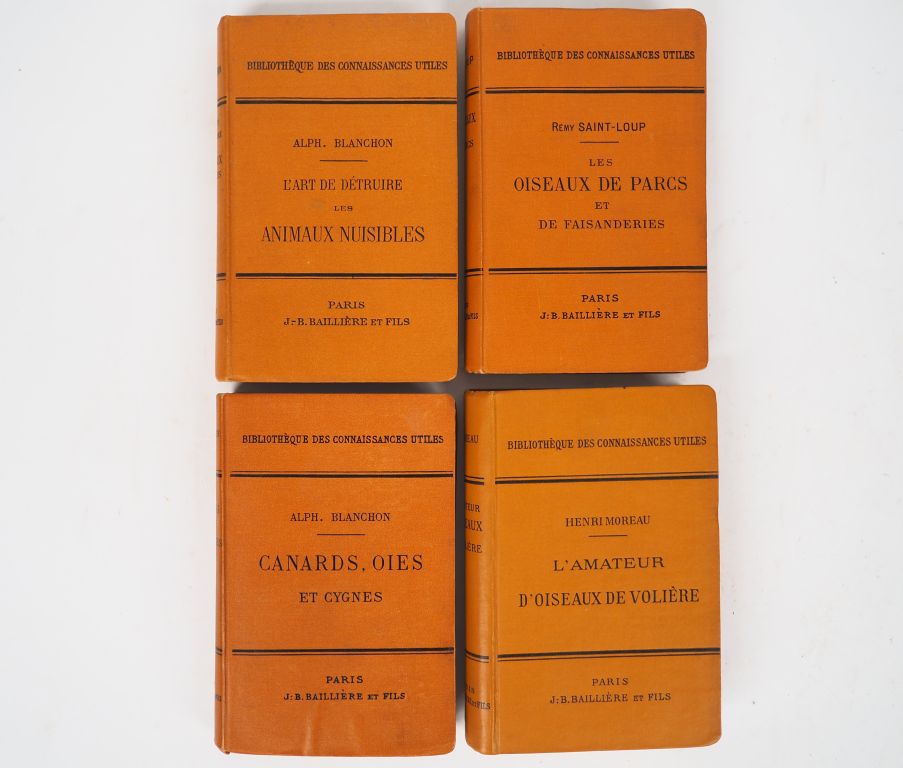 BIBLIOTHÈQUE DES CONNAISSANCES UTILES
ALPH. BLANCHON
L'ART DE DÉTRUIRE
LES
ANIMAUX NUISIBLES
PARIS
J.-B. BAILLIÈRE ET FILS
BIBLIOTHÈQUE DES CONNAISSANCES UTILES
REMY SAINT-LOUP
LES
OISEAUX DE PARCS
ET
DE FAISANDERIES
PARIS
J.-B. BAILLIÈRE ET FILS
BIBLIOTHÈQUE DES CONNAISSANCES UTILES
ALPH. BLANCHON
CANARDS, OIES
ET CYGNES
PARIS
J.-B. BAILLIÈRE ET FILS
BIBLIOTHÈQUE DES CONNAISSANCES UTILES
HENRI MOREAU
L'AMATEUR
D'OISEAUX DE VOLIÈRE
PARIS
J.-B. BAILLIÈRE ET FILS